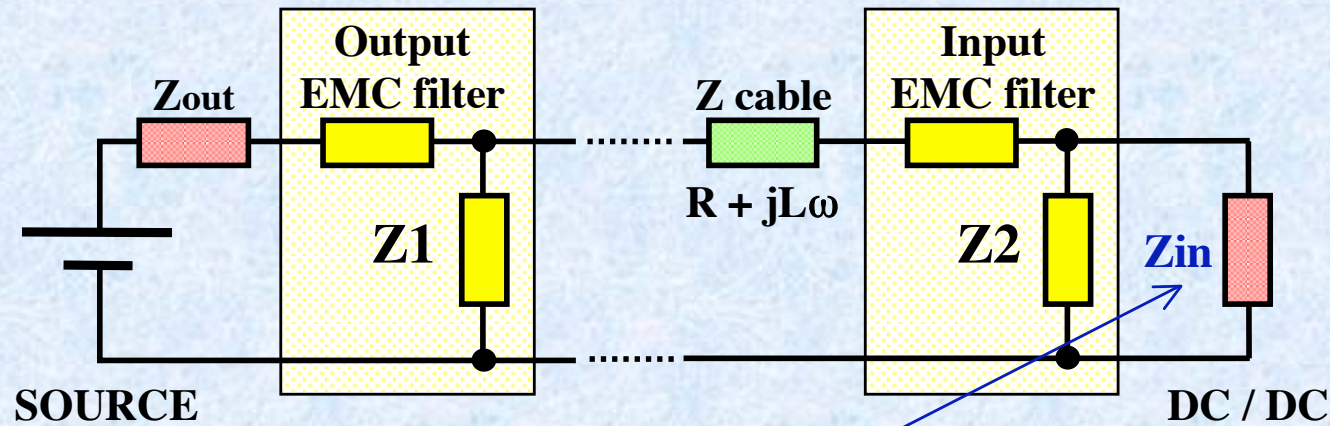 Output
EMC filter
Input
EMC filter
Zout
Z cable
R + jLω
Z1
Z2
Zin
SOURCE
DC / DC